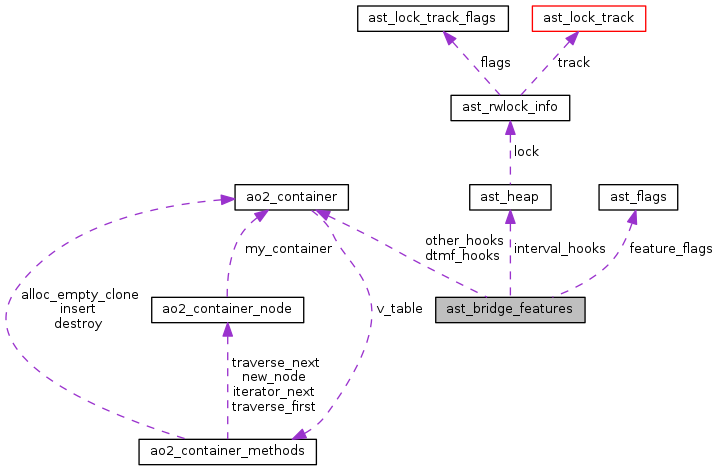 ast_lock_track_flags
ast_lock_track
flags
track
ast_rwlock_info
lock
ao2_container
ast_heap
ast_flags
my_container
other_hooks
dtmf_hooks
interval_hooks
feature_flags
alloc_empty_clone
insert
destroy
ao2_container_node
v_table
ast_bridge_features
traverse_next
new_node
iterator_next
traverse_first
ao2_container_methods